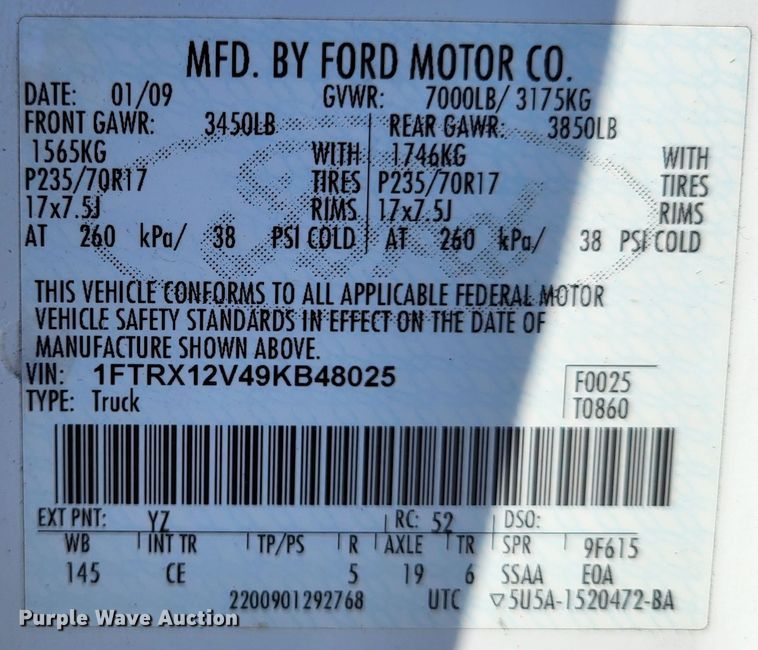 MFD. BY FORD MOTOR CO.
DATE: 01/09 GVWR: 7000LB/ 3175KG
FRONT GAWR: 3450LB REAR GAWR: 3850LB
1565KG WITH 1746KG WITH
P235/70R17 TIRES P235/70R17 TIRES
17x7.5J RIMS 17x7.5J RIMS
AT 260 kPa/ 38 PSI COLD AT 260 kPa/ 38 PSI COLD
THIS VEHICLE CONFORMS TO ALL APPLICABLE FEDERAL MOTOR
VEHICLE SAFETY STANDARDS IN EFFECT ON THE DATE OF
MANUFACTURE SHOWN ABOVE.
VIN: 1FTRX12V49KB48025 F0025
TYPE: Truck T0860
EXT PNT: YZ RC: 52 DSO:
WB INT TR TP/PS R AXLE TR SPR 9F615
145 CE 5 19 6 SSAA E0A
2200901292768 UTC ▽5U5A-1520472-BA
Ford
Purple Wave Auction